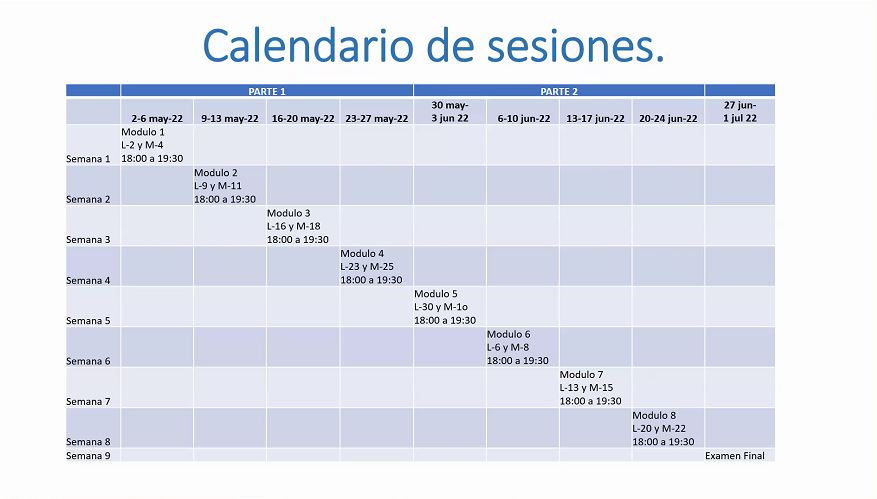 Calendario de sesiones.
PARTE 1 PARTE 2
30 may- 27 jun-
2-6 may-22 9-13 may-22 16-20 may-22 23-27 may-22 3 jun 22 6-10 jun-22 13-17 jun-22 20-24 jun-22 1 jul 22
Modulo 1
L-2 y M-4
Semana 1 18:00 a 19:30
Modulo 2
L-9 y M-11
Semana 2 18:00 a 19:30
Modulo 3
L-16 y M-18
Semana 3 18:00 a 19:30
Modulo 4
L-23 y M-25
Semana 4 18:00 a 19:30
Modulo 5
L-30 y M-1o
Semana 5 18:00 a 19:30
Modulo 6
L-6 y M-8
Semana 6 18:00 a 19:30
Modulo 7
L-13 y M-15
Semana 7 18:00 a 19:30
Modulo 8
L-20 y M-22
Semana 8 18:00 a 19:30
Semana 9 Examen Final